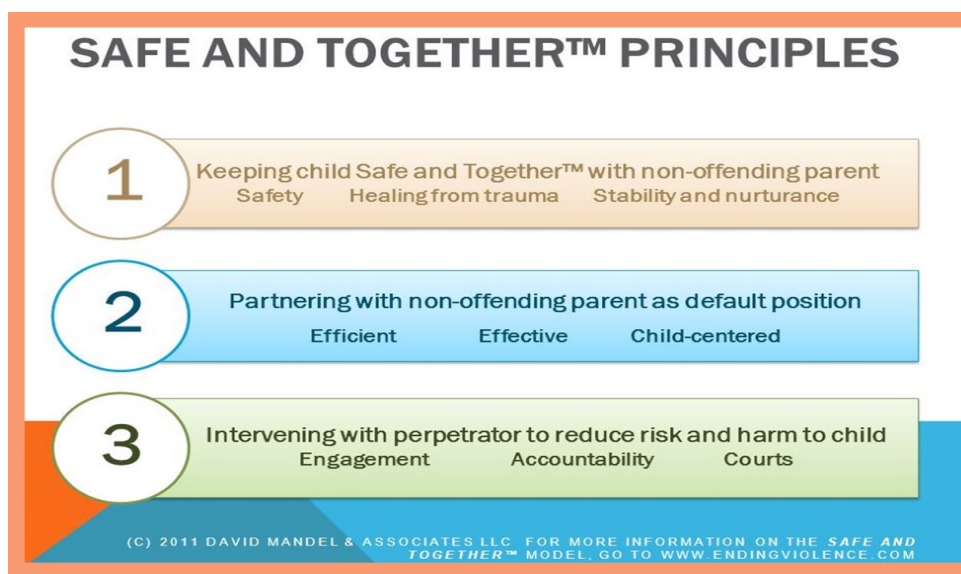 SAFE AND TOGETHER™ PRINCIPLES
1
Keeping child Safe and Together™ with non-offending parent
Safety Healing from trauma Stability and nurturance
2
Partnering with non-offending parent as default position
Efficient Effective Child-centered
3
Intervening with perpetrator to reduce risk and harm to child
Engagement Accountability Courts
(C) 2011 DAVID MANDEL & ASSOCIATES LLC FOR MORE INFORMATION ON THE SAFE AND
TOGETHER™ MODEL, GO TO WWW.ENDINGVIOLENCE.COM